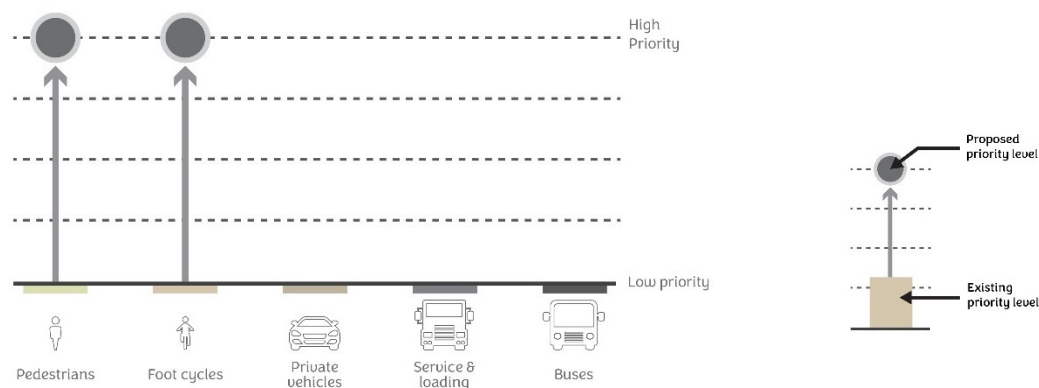 High
Priority
Low priority
Pedestrians
Foot cycles
Private
vehicles
Service &
loading
Buses
Proposed
priority level
Existing
priority level